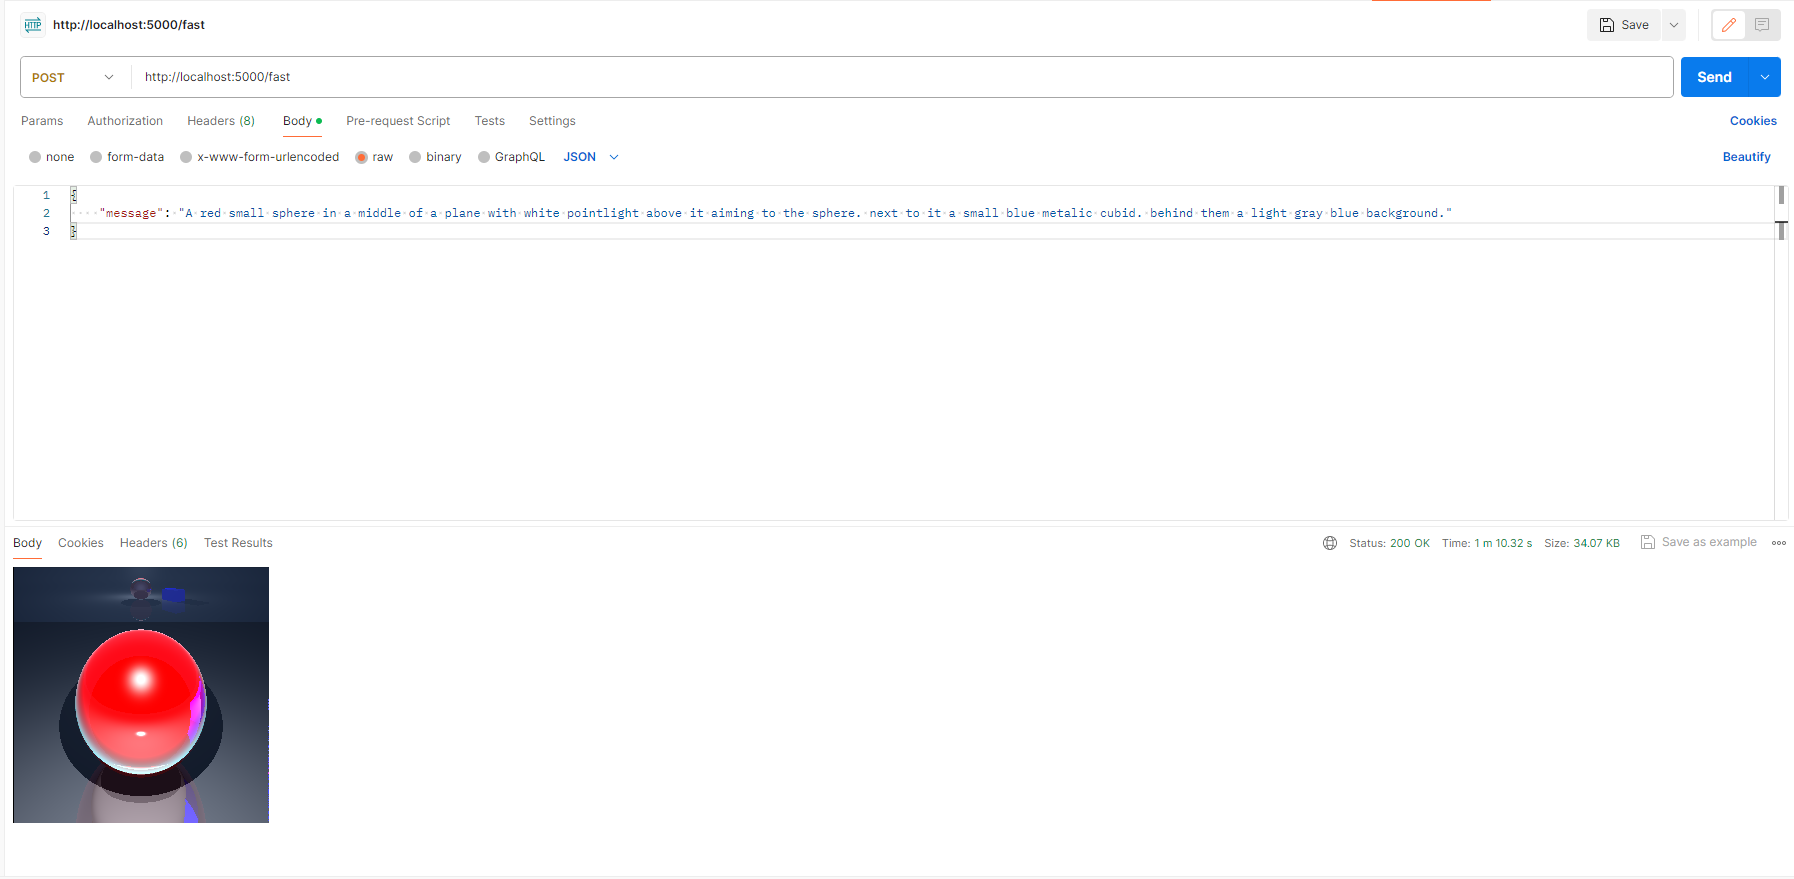 HTTP http://localhost:5000/fast Save
POST http://localhost:5000/fast Send
Params Authorization Headers (8) Body Pre-request Script Tests Settings Cookies
none form-data x-www-form-urlencoded raw binary GraphQL JSON Beautify
1 {
2 "message": "A red small sphere in a middle of a plane with white pointlight above it aiming to the sphere. next to it a small blue metalic cubid. behind them a light gray blue background."
3 }
Body Cookies Headers (6) Test Results Status: 200 OK Time: 1 m 10.32 s Size: 34.07 KB Save as example